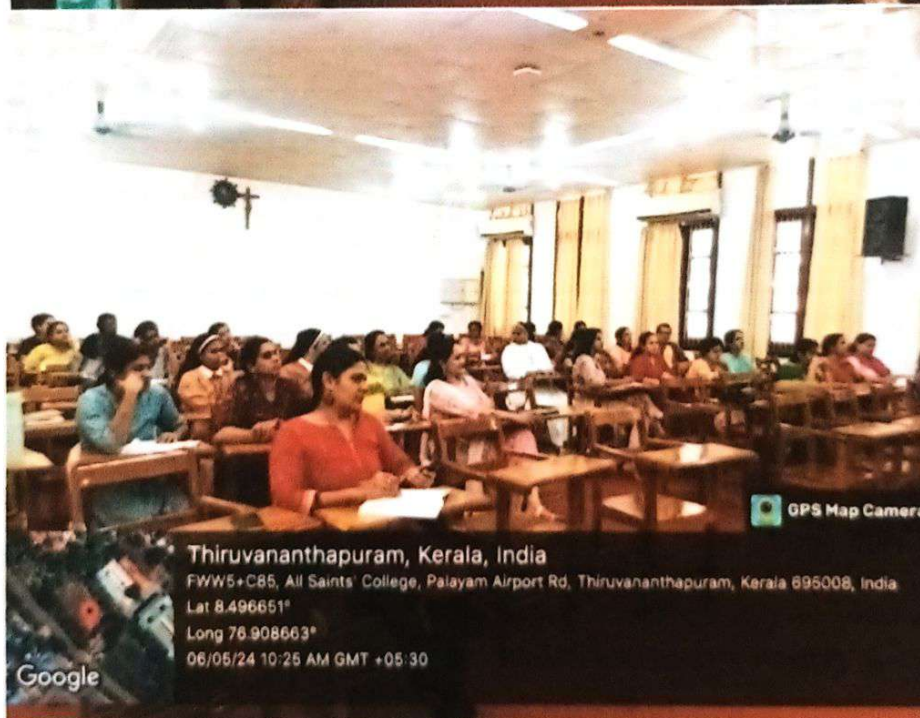 GPS Map Camera
Thiruvananthapuram, Kerala, India
FWW5+C85, All Saints' College, Palayam Airport Rd, Thiruvananthapuram, Kerala 695008, India
Lat 8.496651°
Long 76.908663°
06/05/24 10:25 AM GMT +05:30
Google